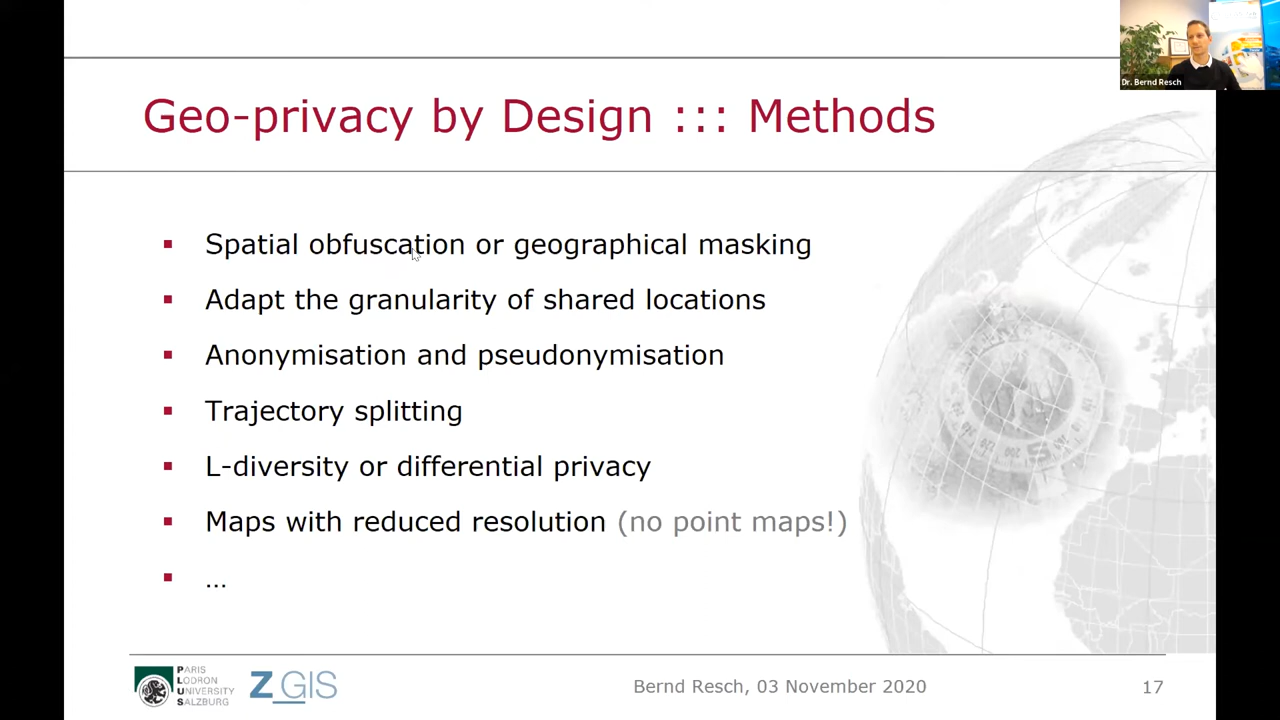 Dr. Bernd Resch
Geo-privacy by Design ::: Methods
Spatial obfuscation or geographical masking
Adapt the granularity of shared locations
Anonymisation and pseudonymisation
Trajectory splitting
L-diversity or differential privacy
Maps with reduced resolution (no point maps!)
…
PARIS
LODRON
UNIVERSITY
SALZBURG
P L U S
Z_GIS
Bernd Resch, 03 November 2020
17